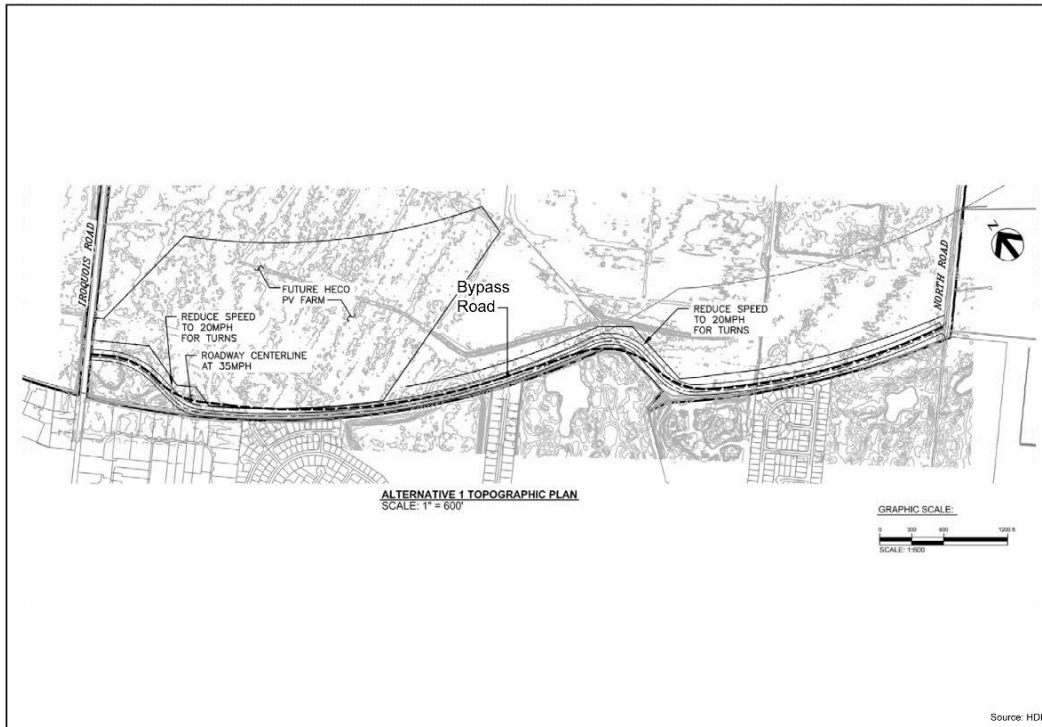 IROQUOIS ROAD
FUTURE HECO
PV FARM
REDUCE SPEED
TO 20MPH
FOR TURNS
ROADWAY CENTERLINE
AT 35MPH
Bypass
Road
REDUCE SPEED
TO 20MPH
FOR TURNS
NORTH ROAD
Z
ALTERNATIVE 1 TOPOGRAPHIC PLAN
SCALE: 1" = 600'
GRAPHIC SCALE:
0 300 600 1200 ft
SCALE: 1:600
Source: HDR